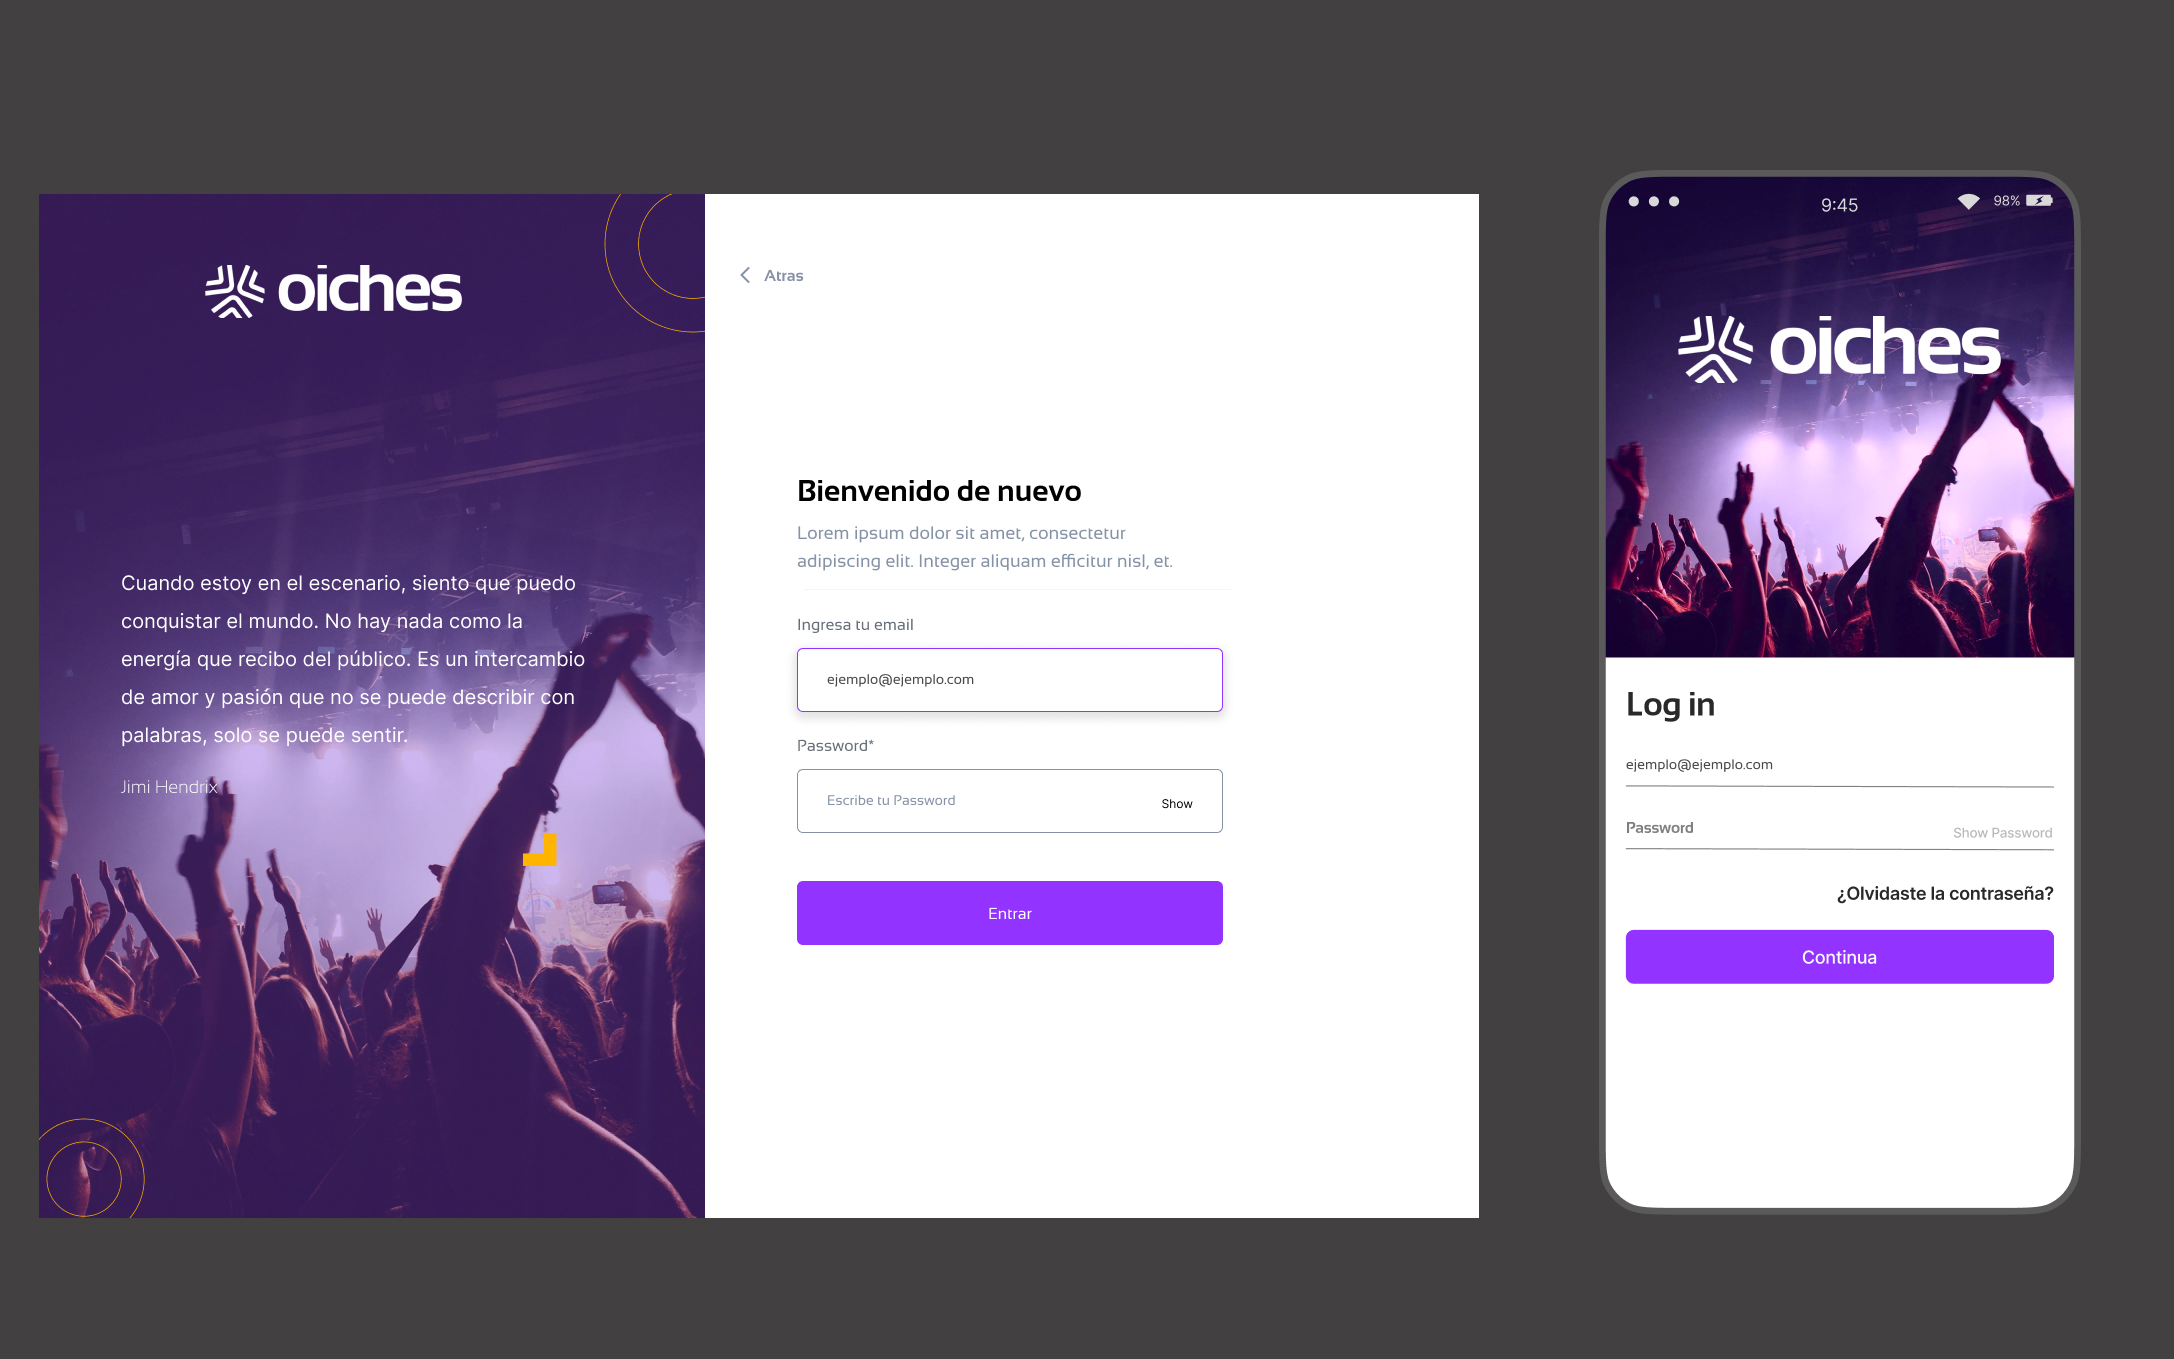 oiches
Cuando estoy en el escenario, siento que puedo
conquistar el mundo. No hay nada como la
energía que recibo del público. Es un intercambio
de amor y pasión que no se puede describir con
palabras, solo se puede sentir.
Jimi Hendrix
Atras
Bienvenido de nuevo
Lorem ipsum dolor sit amet, consectetur
adipiscing elit. Integer aliquam efficitur nisl, et.
Ingresa tu email
ejemplo@ejemplo.com
Password*
Escribe tu Password
Show
Entrar
9:45
98%
oiches
Log in
ejemplo@ejemplo.com
Password
Show Password
¿Olvidaste la contraseña?
Continua